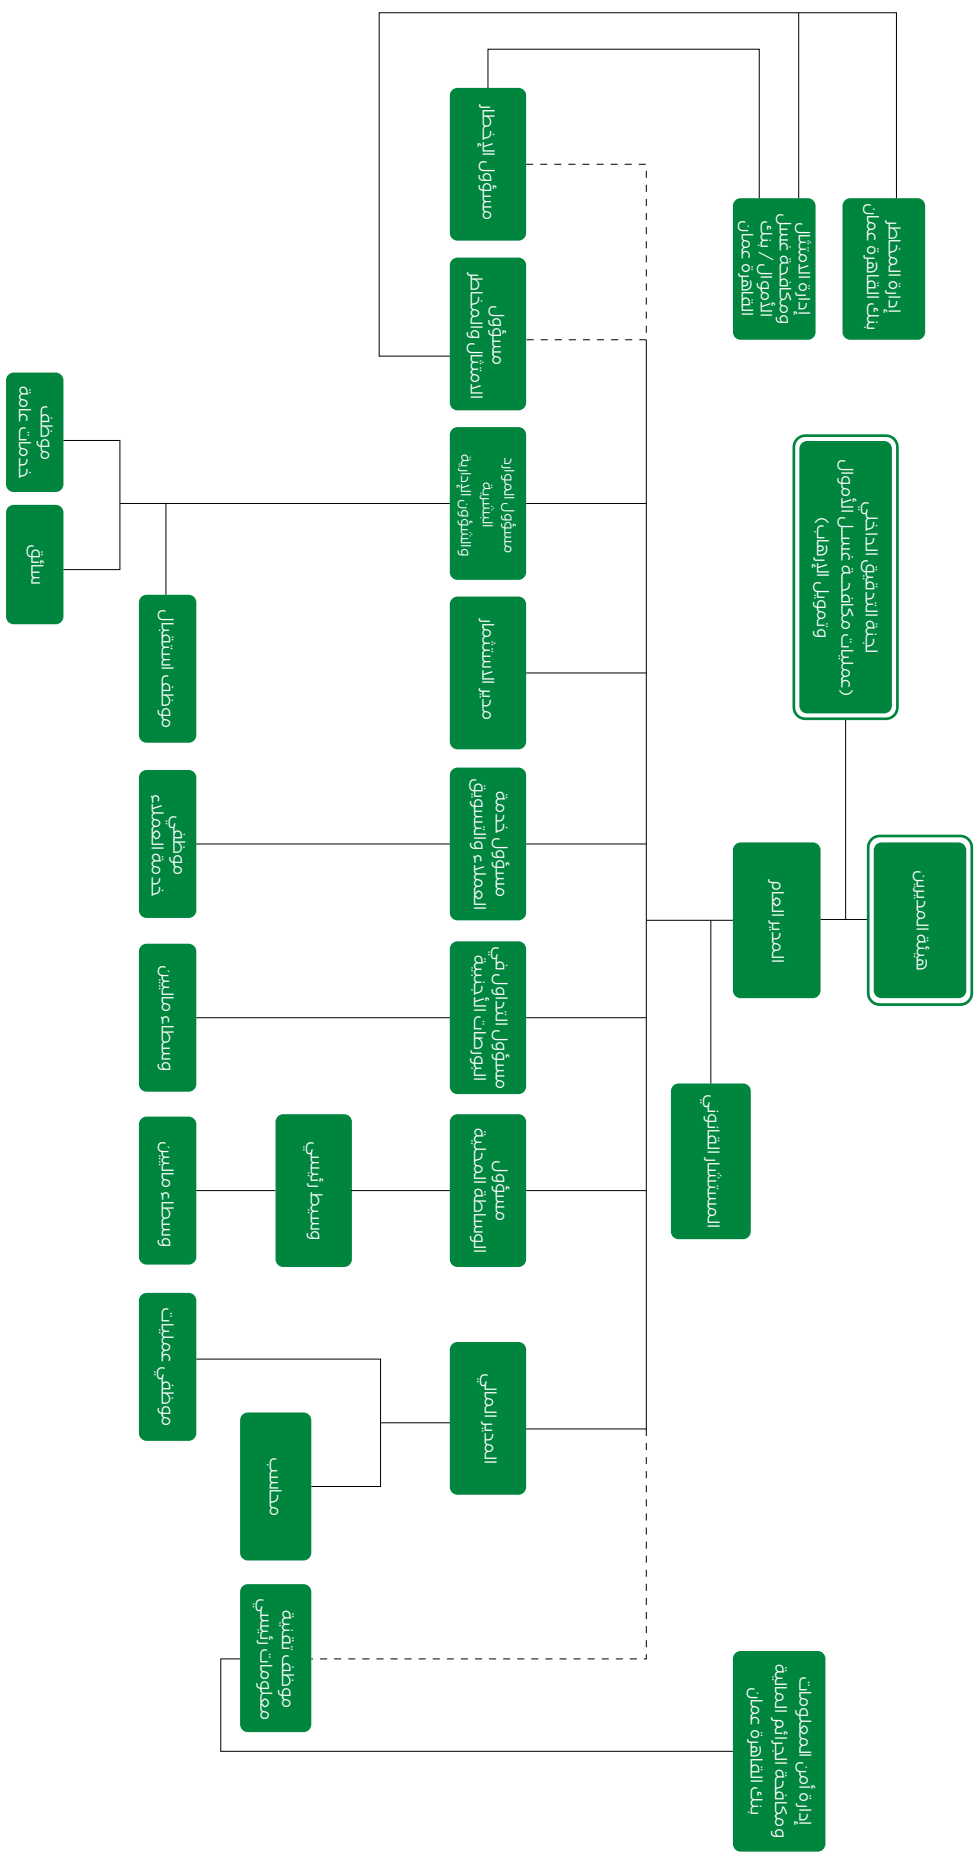 هيئة المديرين
لجنة التدقيق الداخلي
(عمليات مكافحة غسل الأموال
وتمويل الإرهاب)
المدير العام
المستشار القانوني
إدارة المخاطر
بنك القاهرة عمان
إدارة الامتثال
ومكافحة غسل
الأموال / بنك
القاهرة عمان
إدارة أمن المعلومات
ومكافحة الجرائم المالية
بنك القاهرة عمان
مسؤول الإخطار
مسؤول
الامتثال والمخاطر
مسؤول الموارد
البشرية
والشؤون الإدارية
مدير الاستثمار
مسؤول خدمة
العملاء والتسويق
مسؤول التداول في
البورصات الأجنبية
مسؤول
الوساطة المحلية
المدير المالي
وسيط رئيسي
موظف تقنية
معلومات رئيسي
محاسب
موظف استقبال
موظفي
خدمة العملاء
وسطاء ماليين
وسطاء ماليين
موظفي عمليات
موظف
خدمات عامة
سائق